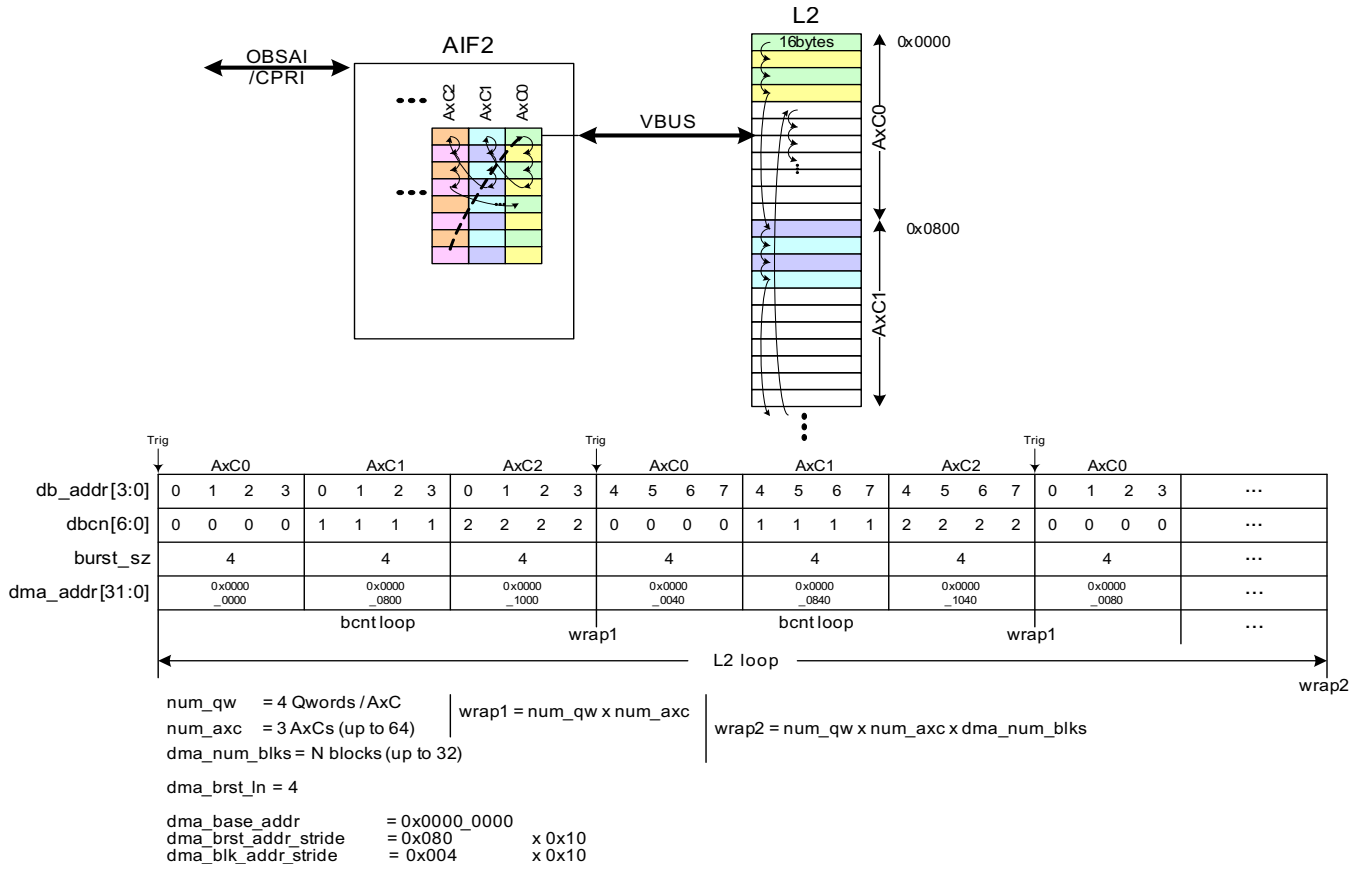 L2
AIF2
16bytes
0x0000
OBSAI
/CPRI
AxC2
AxC1
AxC0
VBUS
AxC0
0x0800
AxC1
Trig Trig Trig
AxC0 AxC1 AxC2 AxC0 AxC1 AxC2 AxC0
db_addr[3:0] 0 1 2 3 0 1 2 3 0 1 2 3 4 5 6 7 4 5 6 7 4 5 6 7 0 1 2 3 ...
dbcn[6:0] 0 0 0 0 1 1 1 1 2 2 2 2 0 0 0 0 1 1 1 1 2 2 2 2 0 0 0 0 ...
burst_sz 4 4 4 4 4 4 4 ...
dma_addr[31:0] 0x0000 0x0000 0x0000 0x0000 0x0000 0x0000 0x0000 ...
_0000 _0800 _1000 _0040 _0840 _1040 _0080
bcnt loop wrap1 bcnt loop wrap1 ...
L2 loop
wrap2
num_qw = 4 Qwords / AxC
wrap1 = num_qw x num_axc
num_axc = 3 AxCs (up to 64)
wrap2 = num_qw x num_axc x dma_num_blks
dma_num_blks = N blocks (up to 32)
dma_brst_ln = 4
dma_base_addr = 0x0000_0000
dma_brst_addr_stride = 0x080 x 0x10
dma_blk_addr_stride = 0x004 x 0x10